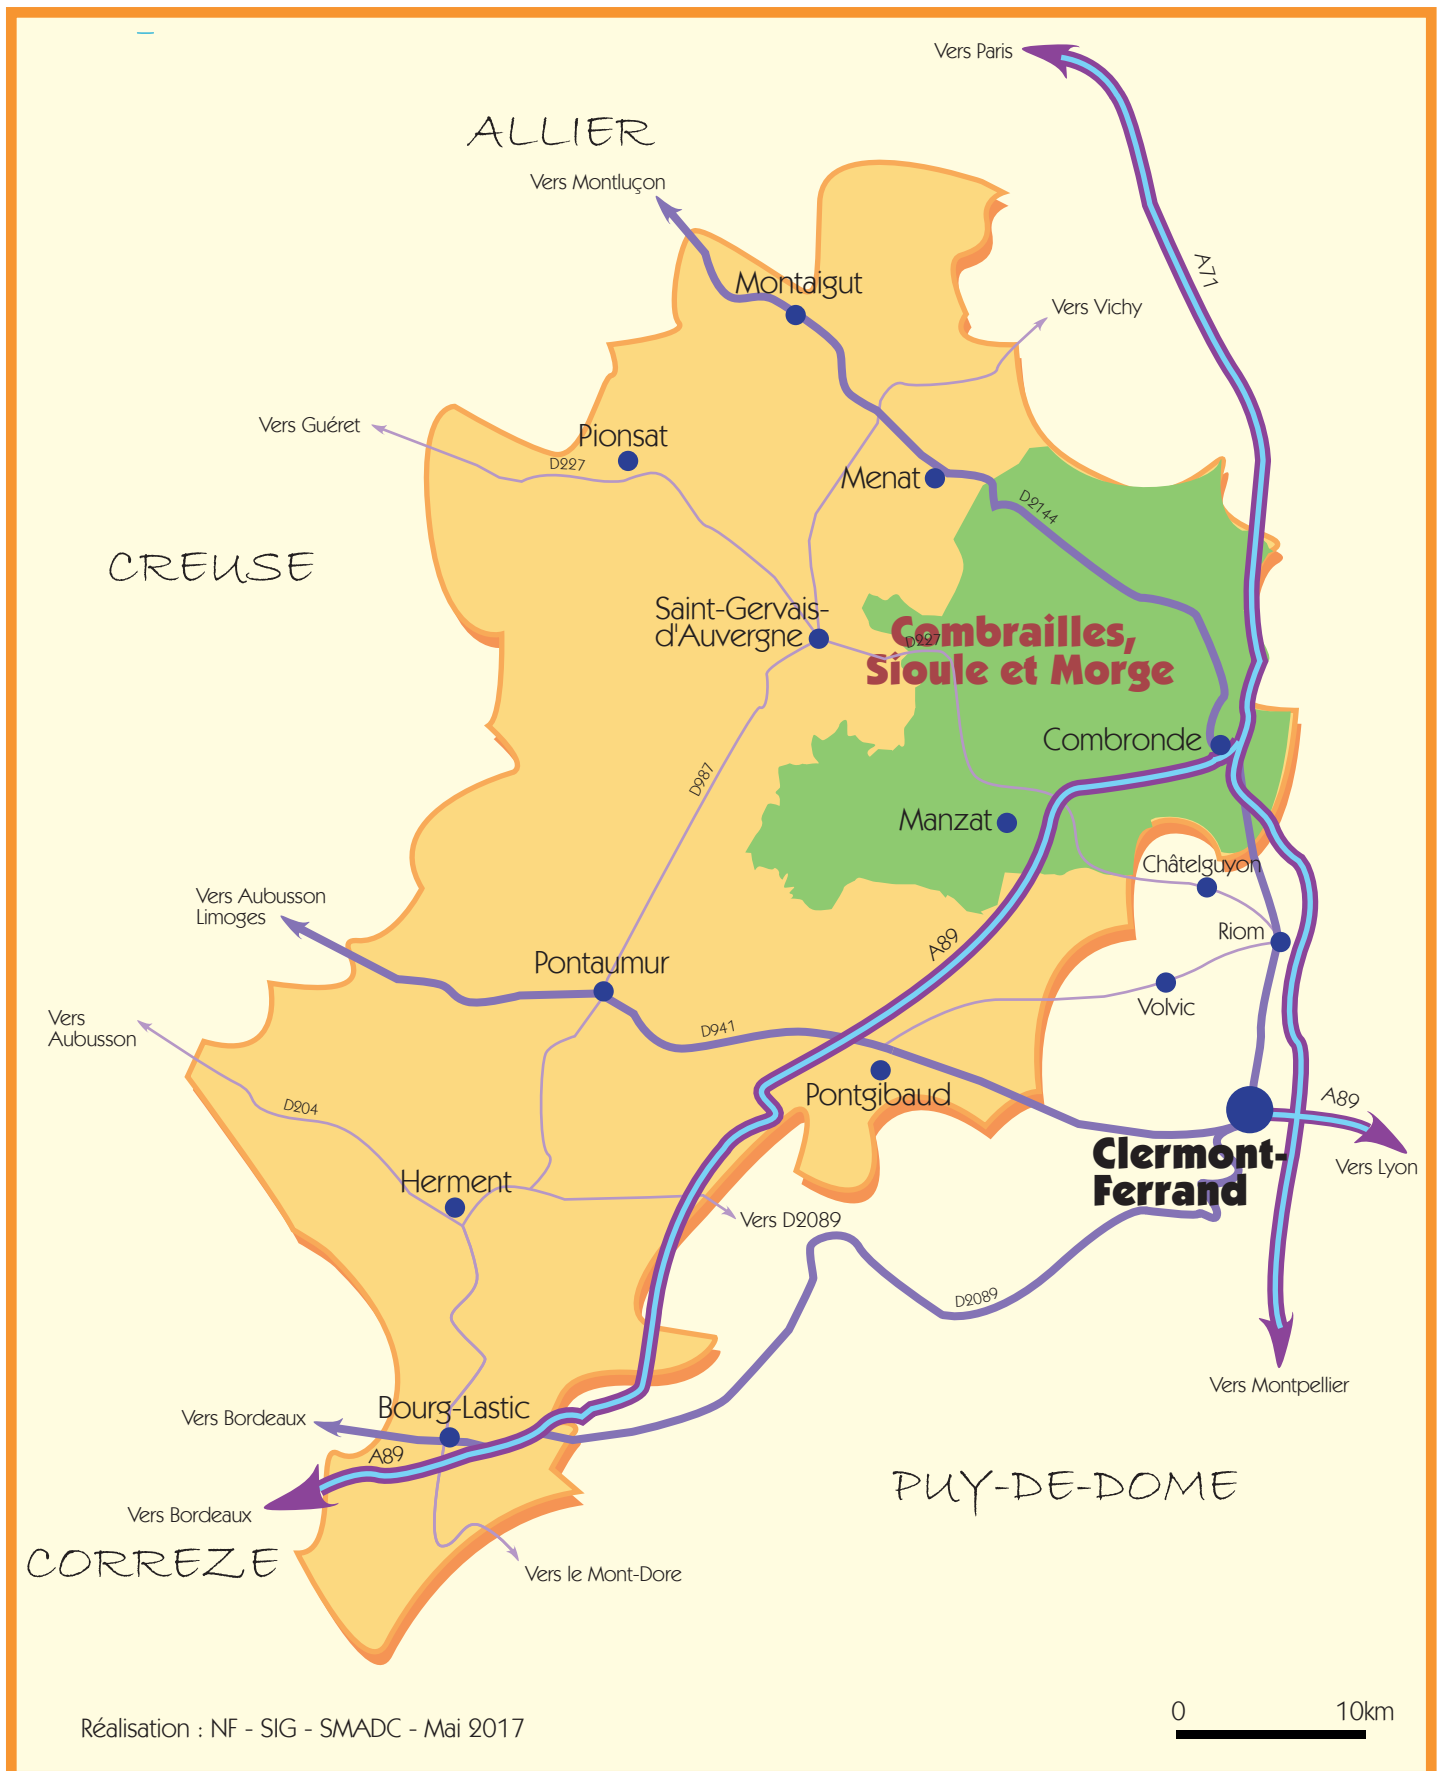 Vers Paris
ALLIER
Vers Montluçon
A71
Montaigut
Vers Vichy
Vers Guéret
Pionsat
D227
Menat
D2144
CREUSE
Saint-Gervais-
d'Auvergne
Combrailles,
D227
Sioule et Morge
Combronde
D987
Manzat
Châtelguyon
Vers Aubusson
Limoges
Riom
A89
Pontaumur
Volvic
Vers
Aubusson
D941
Pontgibaud
D204
A89
Clermont-
Ferrand
Vers Lyon
Herment
Vers D2089
D2089
Vers Montpellier
Bourg-Lastic
Vers Bordeaux
A89
PUY-DE-DOME
Vers Bordeaux
CORREZE
Vers le Mont-Dore
0 10km
Réalisation : NF - SIG - SMADC - Mai 2017